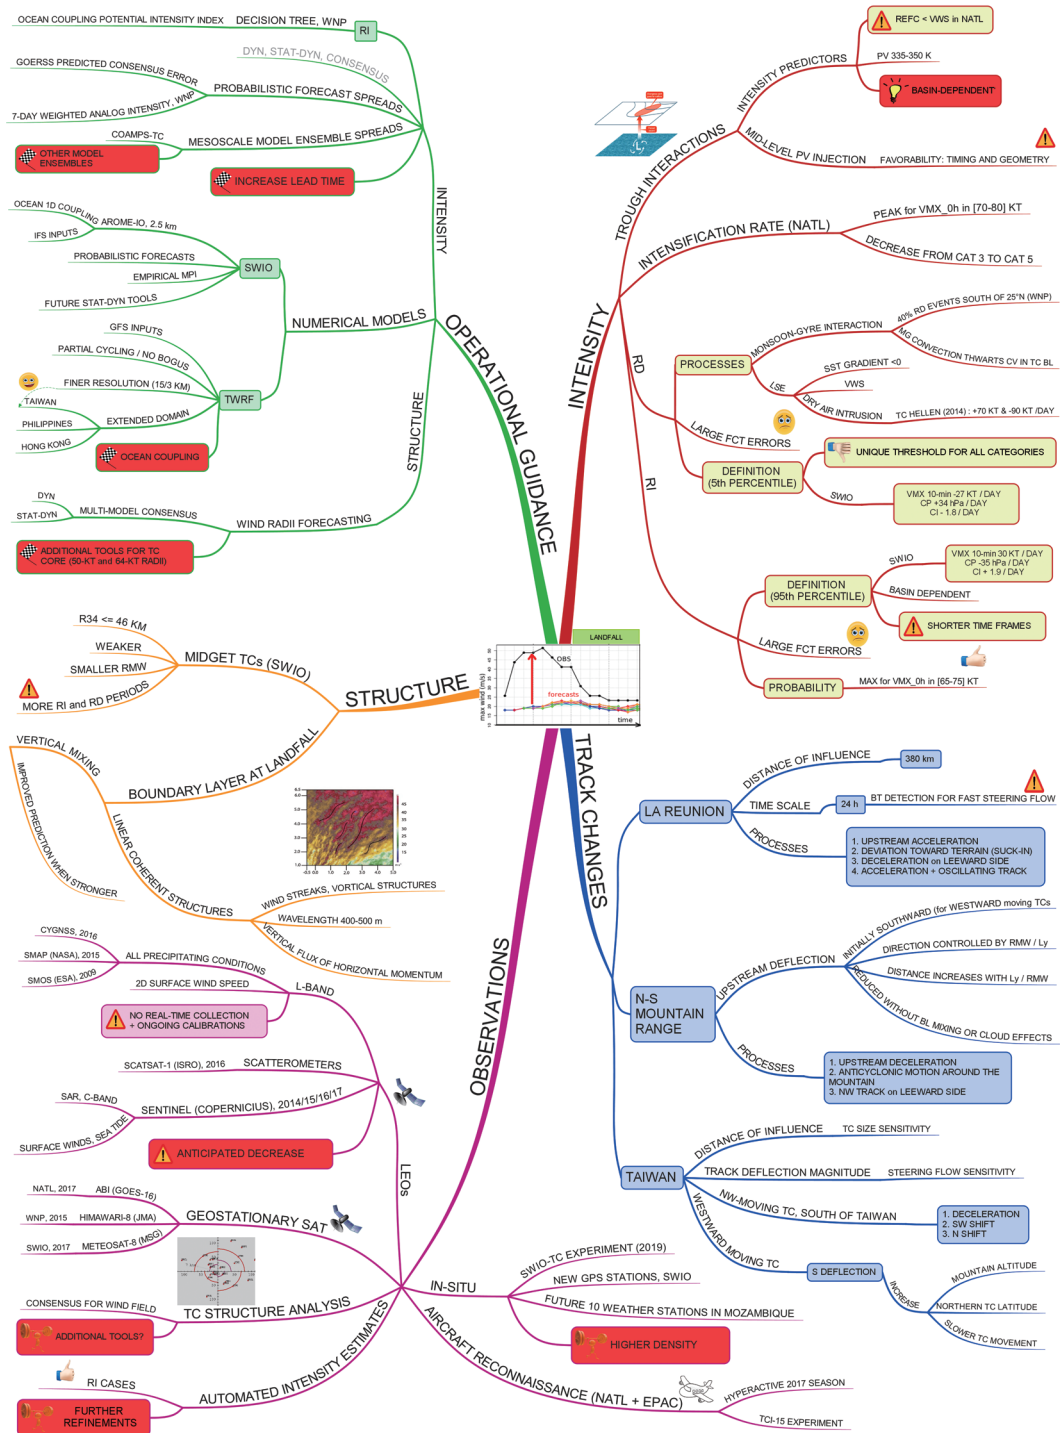 OCEAN COUPLING POTENTIAL INTENSITY INDEX
DECISION TREE, WNP
RI
DYN, STAT-DYN, CONSENSUS
GOERSS PREDICTED CONSENSUS ERROR
7-DAY WEIGHTED ANALOG INTENSITY, WNP
PROBABILISTIC FORECAST SPREADS
COAMPS-TC
OTHER MODEL
ENSEMBLES
MESOSCALE MODEL ENSEMBLE SPREADS
INCREASE LEAD TIME
INTENSITY
OCEAN 1D COUPLING
IFS INPUTS
AROME-IO, 2.5 km
PROBABILISTIC FORECASTS
EMPIRICAL MPI
FUTURE STAT-DYN TOOLS
SWIO
NUMERICAL MODELS
GFS INPUTS
PARTIAL CYCLING / NO BOGUS
FINER RESOLUTION (15/3 KM)
TAIWAN
PHILIPPINES
HONG KONG
EXTENDED DOMAIN
OCEAN COUPLING
TWRF
STRUCTURE
DYN
STAT-DYN
MULTI-MODEL CONSENSUS
WIND RADII FORECASTING
ADDITIONAL TOOLS FOR TC
CORE (50-KT and 64-KT RADII)
OPERATIONAL GUIDANCE
INTENSITY
TROUGH INTERACTIONS
INTENSITY PREDICTORS
REFC < VWS in NATL
PV 335-350 K
BASIN-DEPENDENT'
MID-LEVEL PV INJECTION
FAVORABILITY: TIMING AND GEOMETRY
INTENSIFICATION RATE (NATL)
PEAK for VMX_0h in [70-80] KT
DECREASE FROM CAT 3 TO CAT 5
RD
PROCESSES
MONSOON-GYRE INTERACTION
40% RD EVENTS SOUTH OF 25°N (WNP)
MG CONVECTION THWARTS CV IN TC BL
LSE
SST GRADIENT <0
VWS
DRY AIR INTRUSION
TC HELLEN (2014) : +70 KT & -90 KT /DAY
LARGE FCT ERRORS
DEFINITION
(5th PERCENTILE)
UNIQUE THRESHOLD FOR ALL CATEGORIES
SWIO
VMX 10-min -27 KT / DAY
CP +34 hPa / DAY
CI - 1.8 / DAY
RI
DEFINITION
(95th PERCENTILE)
SWIO
VMX 10-min 30 KT / DAY
CP -35 hPa / DAY
CI + 1.9 / DAY
BASIN DEPENDENT
SHORTER TIME FRAMES
LARGE FCT ERRORS
PROBABILITY
MAX for VMX_0h in [65-75] KT
LANDFALL
OBS
forecasts
time
max wind (m/s)
STRUCTURE
MIDGET TCs (SWIO)
R34 <= 46 KM
WEAKER
SMALLER RMW
MORE RI and RD PERIODS
BOUNDARY LAYER AT LANDFALL
VERTICAL MIXING
IMPROVED PREDICTION WHEN STRONGER
LINEAR COHERENT STRUCTURES
WIND STREAKS, VORTICAL STRUCTURES
WAVELENGTH 400-500 m
VERTICAL FLUX OF HORIZONTAL MOMENTUM
TRACK CHANGES
LA REUNION
DISTANCE OF INFLUENCE
380 km
TIME SCALE
24 h
BT DETECTION FOR FAST STEERING FLOW
PROCESSES
1. UPSTREAM ACCELERATION
2. DEVIATION TOWARD TERRAIN (SUCK-IN)
3. DECELERATION on LEEWARD SIDE
4. ACCELERATION + OSCILLATING TRACK
N-S
MOUNTAIN
RANGE
UPSTREAM DEFLECTION
INITIALLY SOUTHWARD (for WESTWARD moving TCs
DIRECTION CONTROLLED BY RMW / Ly
DISTANCE INCREASES WITH Ly / RMW
REDUCED WITHOUT BL MIXING OR CLOUD EFFECTS
PROCESSES
1. UPSTREAM DECELERATION
2. ANTICYCLONIC MOTION AROUND THE
MOUNTAIN
3. NW TRACK on LEEWARD SIDE
TAIWAN
DISTANCE OF INFLUENCE
TC SIZE SENSITIVITY
TRACK DEFLECTION MAGNITUDE
STEERING FLOW SENSITIVITY
NW-MOVING TC, SOUTH OF TAIWAN
1. DECELERATION
2. SW SHIFT
3. N SHIFT
WESTWARD MOVING TC
S DEFLECTION
INCREASE
MOUNTAIN ALTITUDE
NORTHERN TC LATITUDE
SLOWER TC MOVEMENT
OBSERVATIONS
LEOs
L-BAND
ALL PRECIPITATING CONDITIONS
CYGNSS, 2016
SMAP (NASA), 2015
SMOS (ESA), 2009
2D SURFACE WIND SPEED
NO REAL-TIME COLLECTION
+ ONGOING CALIBRATIONS
SCATSAT-1 (ISRO), 2016
SCATTEROMETERS
SAR, C-BAND
SURFACE WINDS, SEA TIDE
SENTINEL (COPERNICIUS), 2014/15/16/17
ANTICIPATED DECREASE
GEOSTATIONARY SAT
NATL, 2017
ABI (GOES-16)
WNP, 2015
HIMAWARI-8 (JMA)
SWIO, 2017
METEOSAT-8 (MSG)
TC STRUCTURE ANALYSIS
CONSENSUS FOR WIND FIELD
ADDITIONAL TOOLS?
AUTOMATED INTENSITY ESTIMATES
RI CASES
FURTHER
REFINEMENTS
IN-SITU
SWIO-TC EXPERIMENT (2019)
NEW GPS STATIONS, SWIO
FUTURE 10 WEATHER STATIONS IN MOZAMBIQUE
HIGHER DENSITY
AIRCRAFT RECONNAISSANCE (NATL + EPAC)
HYPERACTIVE 2017 SEASON
TCI-15 EXPERIMENT